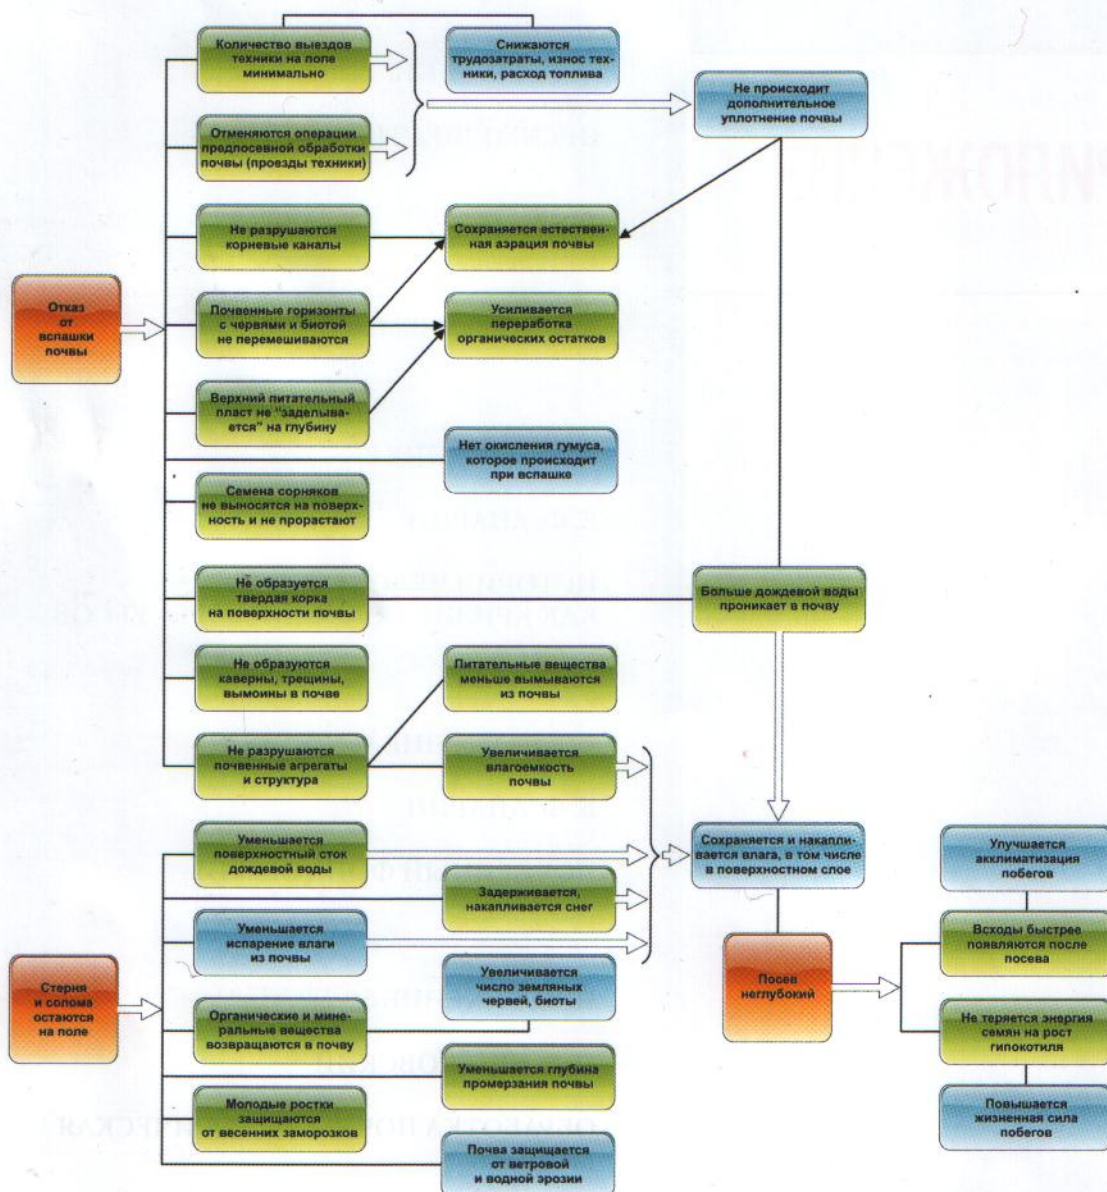 Количество выездов
техники на поле
минимально
Снижаются
трудозатраты, износ тех-
ники, расход топлива
Не происходит
дополнительное
уплотнение почвы
Отменяются операции
предпосевной обработки
почвы (проезды техники)
Не разрушаются
корневые каналы
Сохраняется естествен-
ная аэрация почвы
Отказ
от
вспашки
почвы
Почвенные горизонты
с червями и биотой
не перемешиваются
Усиливается
переработка
органических остатков
Верхний питательный
пласт не "заделыва-
ется" на глубину
Нет окисления гумуса,
которое происходит
при вспашке
Семена сорняков
не выносятся на поверх-
ность и не прорастают
Не образуется
твердая корка
на поверхности почвы
Больше дождевой воды
проникает в почву
Не образуются
каверны, трещины,
вымоины в почве
Питательные вещества
меньше вымываются
из почвы
Не разрушаются
почвенные агрегаты
и структура
Увеличивается
влагоемкость
почвы
Уменьшается
поверхностный сток
дождевой воды
Сохраняется и накапли-
вается влага, в том числе
в поверхностном слое
Улучшается
акклиматизация
побегов
Задерживается,
накапливается снег
Уменьшается
испарение влаги
из почвы
Всходы быстрее
появляются после
посева
Стерня
и солома
остаются
на поле
Увеличивается
число земляных
червей, биоты
Посев
неглубокий
Органические и мине-
ральные вещества
возвращаются в почву
Не теряется энергия
семян на рост
гипокотиля
Уменьшается глубина
промерзания почвы
Молодые ростки
защищаются
от весенних заморозков
Повышается
жизненная сила
побегов
Почва защищается
от ветровой
и водной эрозии